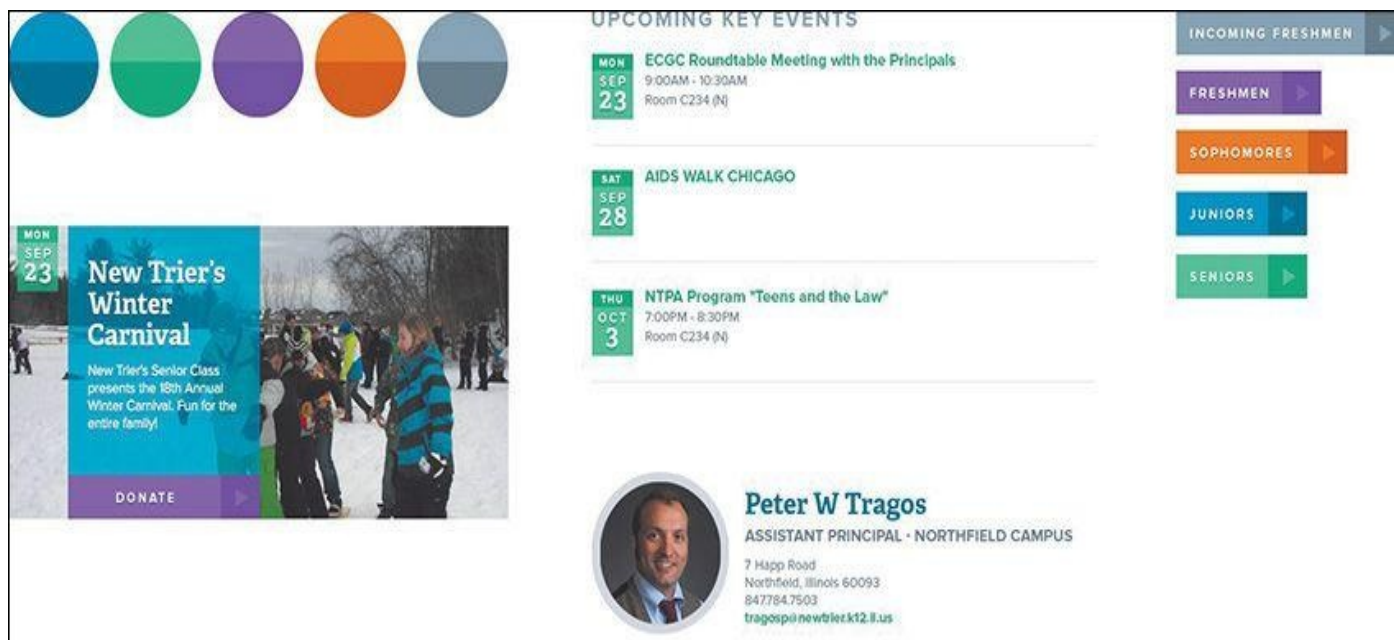 UPCOMING KEY EVENTS
MON
SEP
23
ECGC Roundtable Meeting with the Principals
9:00AM - 10:30AM
Room C234 (N)
SAT
SEP
28
AIDS WALK CHICAGO
THU
OCT
3
NTPA Program "Teens and the Law"
7:00PM - 8:30PM
Room C234 (N)
INCOMING FRESHMEN
FRESHMEN
SOPHOMORES
JUNIORS
SENIORS
MON
SEP
23
New Trier's
Winter
Carnival
New Trier's Senior Class
presents the 18th Annual
Winter Carnival. Fun for the
entire family!
DONATE
Peter W Tragos
ASSISTANT PRINCIPAL • NORTHFIELD CAMPUS
7 Happ Road
Northfield, Illinois 60093
847.784.7503
tragosp@newtrier.k12.il.us